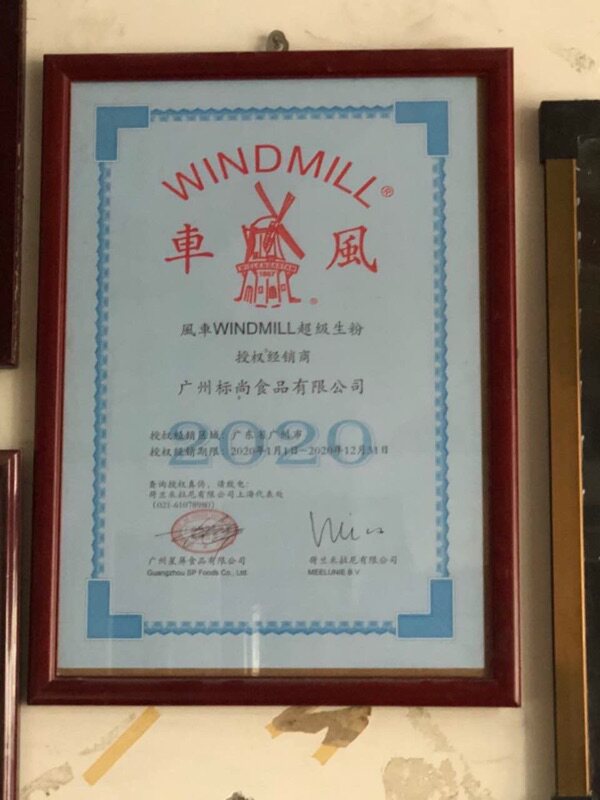 WINDMILL®
車 風
®
風車WINDMILL超级生粉
授权经销商
广州标尚食品有限公司
2020
授权经销区域：广东省广州市
授权经销期限：2020年1月1日-2020年12月31日
查询授权真伪，请致电：
荷兰米拉尼有限公司上海代表处
广州星屏食品有限公司 荷兰米拉尼有限公司
Guangzhou SP Foods Co., Ltd. MEELUNIE B.V